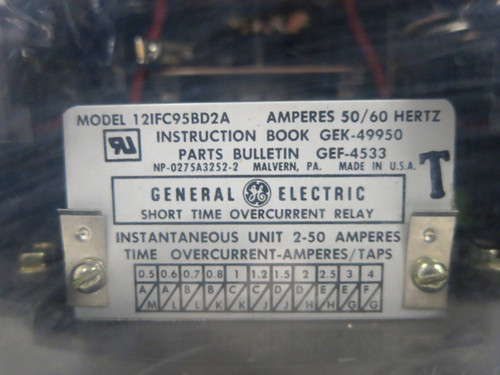 MODEL 12IFC95BD2A AMPERES 50/60 HERTZ
INSTRUCTION BOOK GEK-49950
PARTS BULLETIN GEF-4533
NP-0275A3252-2 MALVERN, PA. MADE IN U.S.A.
T
GENERAL GE ELECTRIC
SHORT TIME OVERCURRENT RELAY
INSTANTANEOUS UNIT 2-50 AMPERES
TIME OVERCURRENT-AMPERES/TAPS
0.5 0.6 0.7 0.8 1 1.2 1.5 2 2.5 3 4
A A B B C C D D E E F
M L L K K J J H H G G